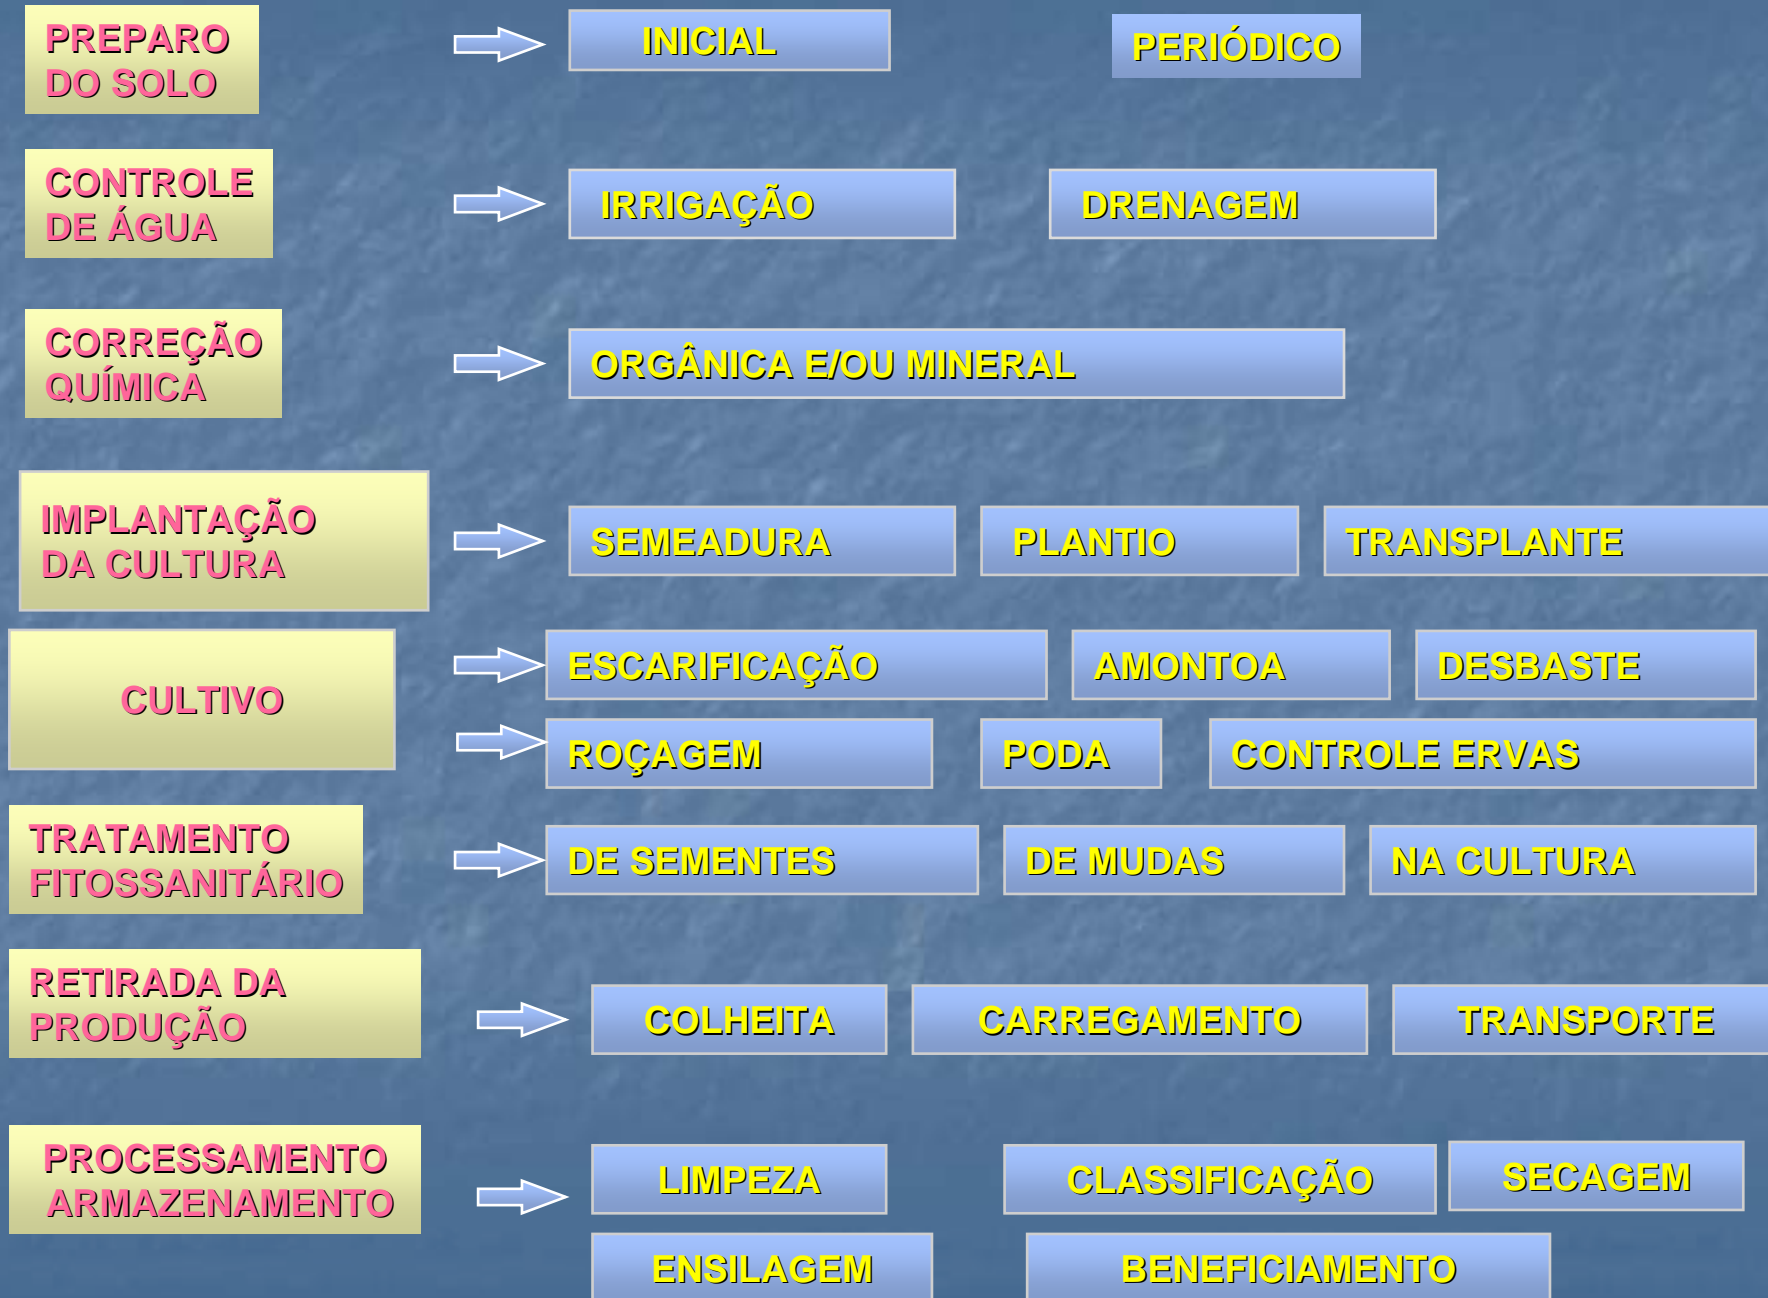 PREPARO
DO SOLO
INICIAL
PERIÓDICO
CONTROLE
DE ÁGUA
IRRIGAÇÃO
DRENAGEM
CORREÇÃO
QUÍMICA
ORGÂNICA E/OU MINERAL
IMPLANTAÇÃO
DA CULTURA
SEMEADURA
PLANTIO
TRANSPLANTE
CULTIVO
ESCARIFICAÇÃO
AMONTOA
DESBASTE
ROÇAGEM
PODA
CONTROLE ERVAS
TRATAMENTO
FITOSSANITÁRIO
DE SEMENTES
DE MUDAS
NA CULTURA
RETIRADA DA
PRODUÇÃO
COLHEITA
CARREGAMENTO
TRANSPORTE
PROCESSAMENTO
ARMAZENAMENTO
LIMPEZA
CLASSIFICAÇÃO
SECAGEM
ENSILAGEM
BENEFICIAMENTO